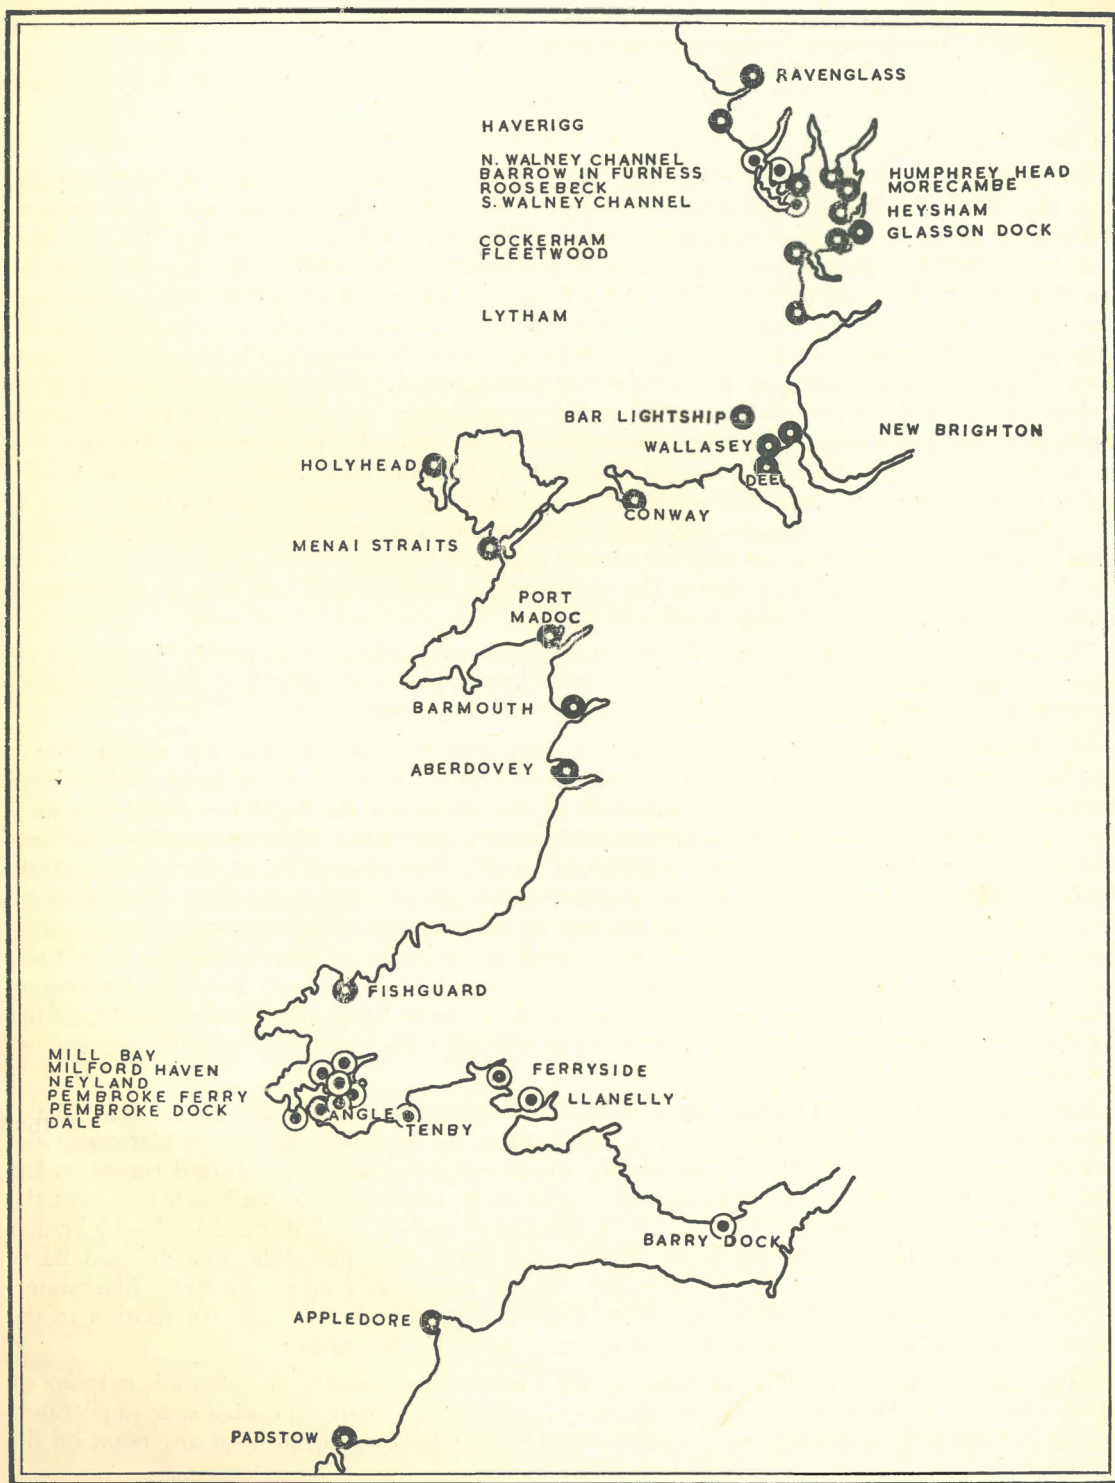 RAVENGLASS
HAVERIGG
N. WALNEY CHANNEL
BARROW IN FURNESS
ROOSEBECK
S. WALNEY CHANNEL
HUMPHREY HEAD
MORECAMBE
HEYSHAM
GLASSON DOCK
COCKERHAM
FLEETWOOD
LYTHAM
BAR LIGHTSHIP
WALLASEY
NEW BRIGHTON
HOLYHEAD
DEE
CONWAY
MENAI STRAITS
PORT
MADOC
BARMOUTH
ABERDOVEY
FISHGUARD
MILL BAY
MILFORD HAVEN
NEYLAND
PEMBROKE FERRY
PEMBROKE DOCK
DALE
ANGLE
TENBY
FERRYSIDE
LLANELLY
BARRY DOCK
APPLEDORE
PADSTOW